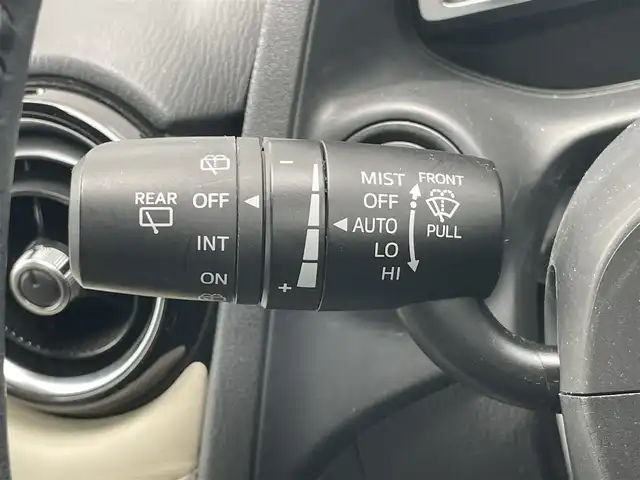 REAR
OFF
INT
ON
−
+
MIST
OFF
AUTO
LO
HI
FRONT
PULL